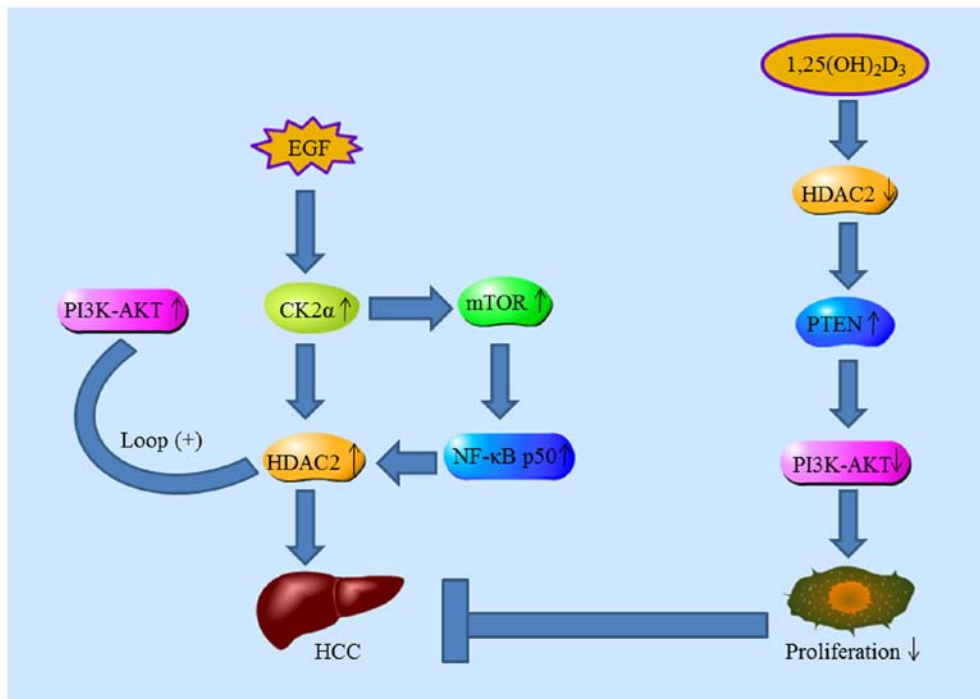 1,25(OH)₂D₃
EGF
HDAC2 ↓
PI3K-AKT ↑
CK2α ↑
mTOR ↑
PTEN ↑
Loop (+)
HDAC2 ↑
NF-κB p50 ↑
PI3K-AKT ↓
HCC
Proliferation ↓